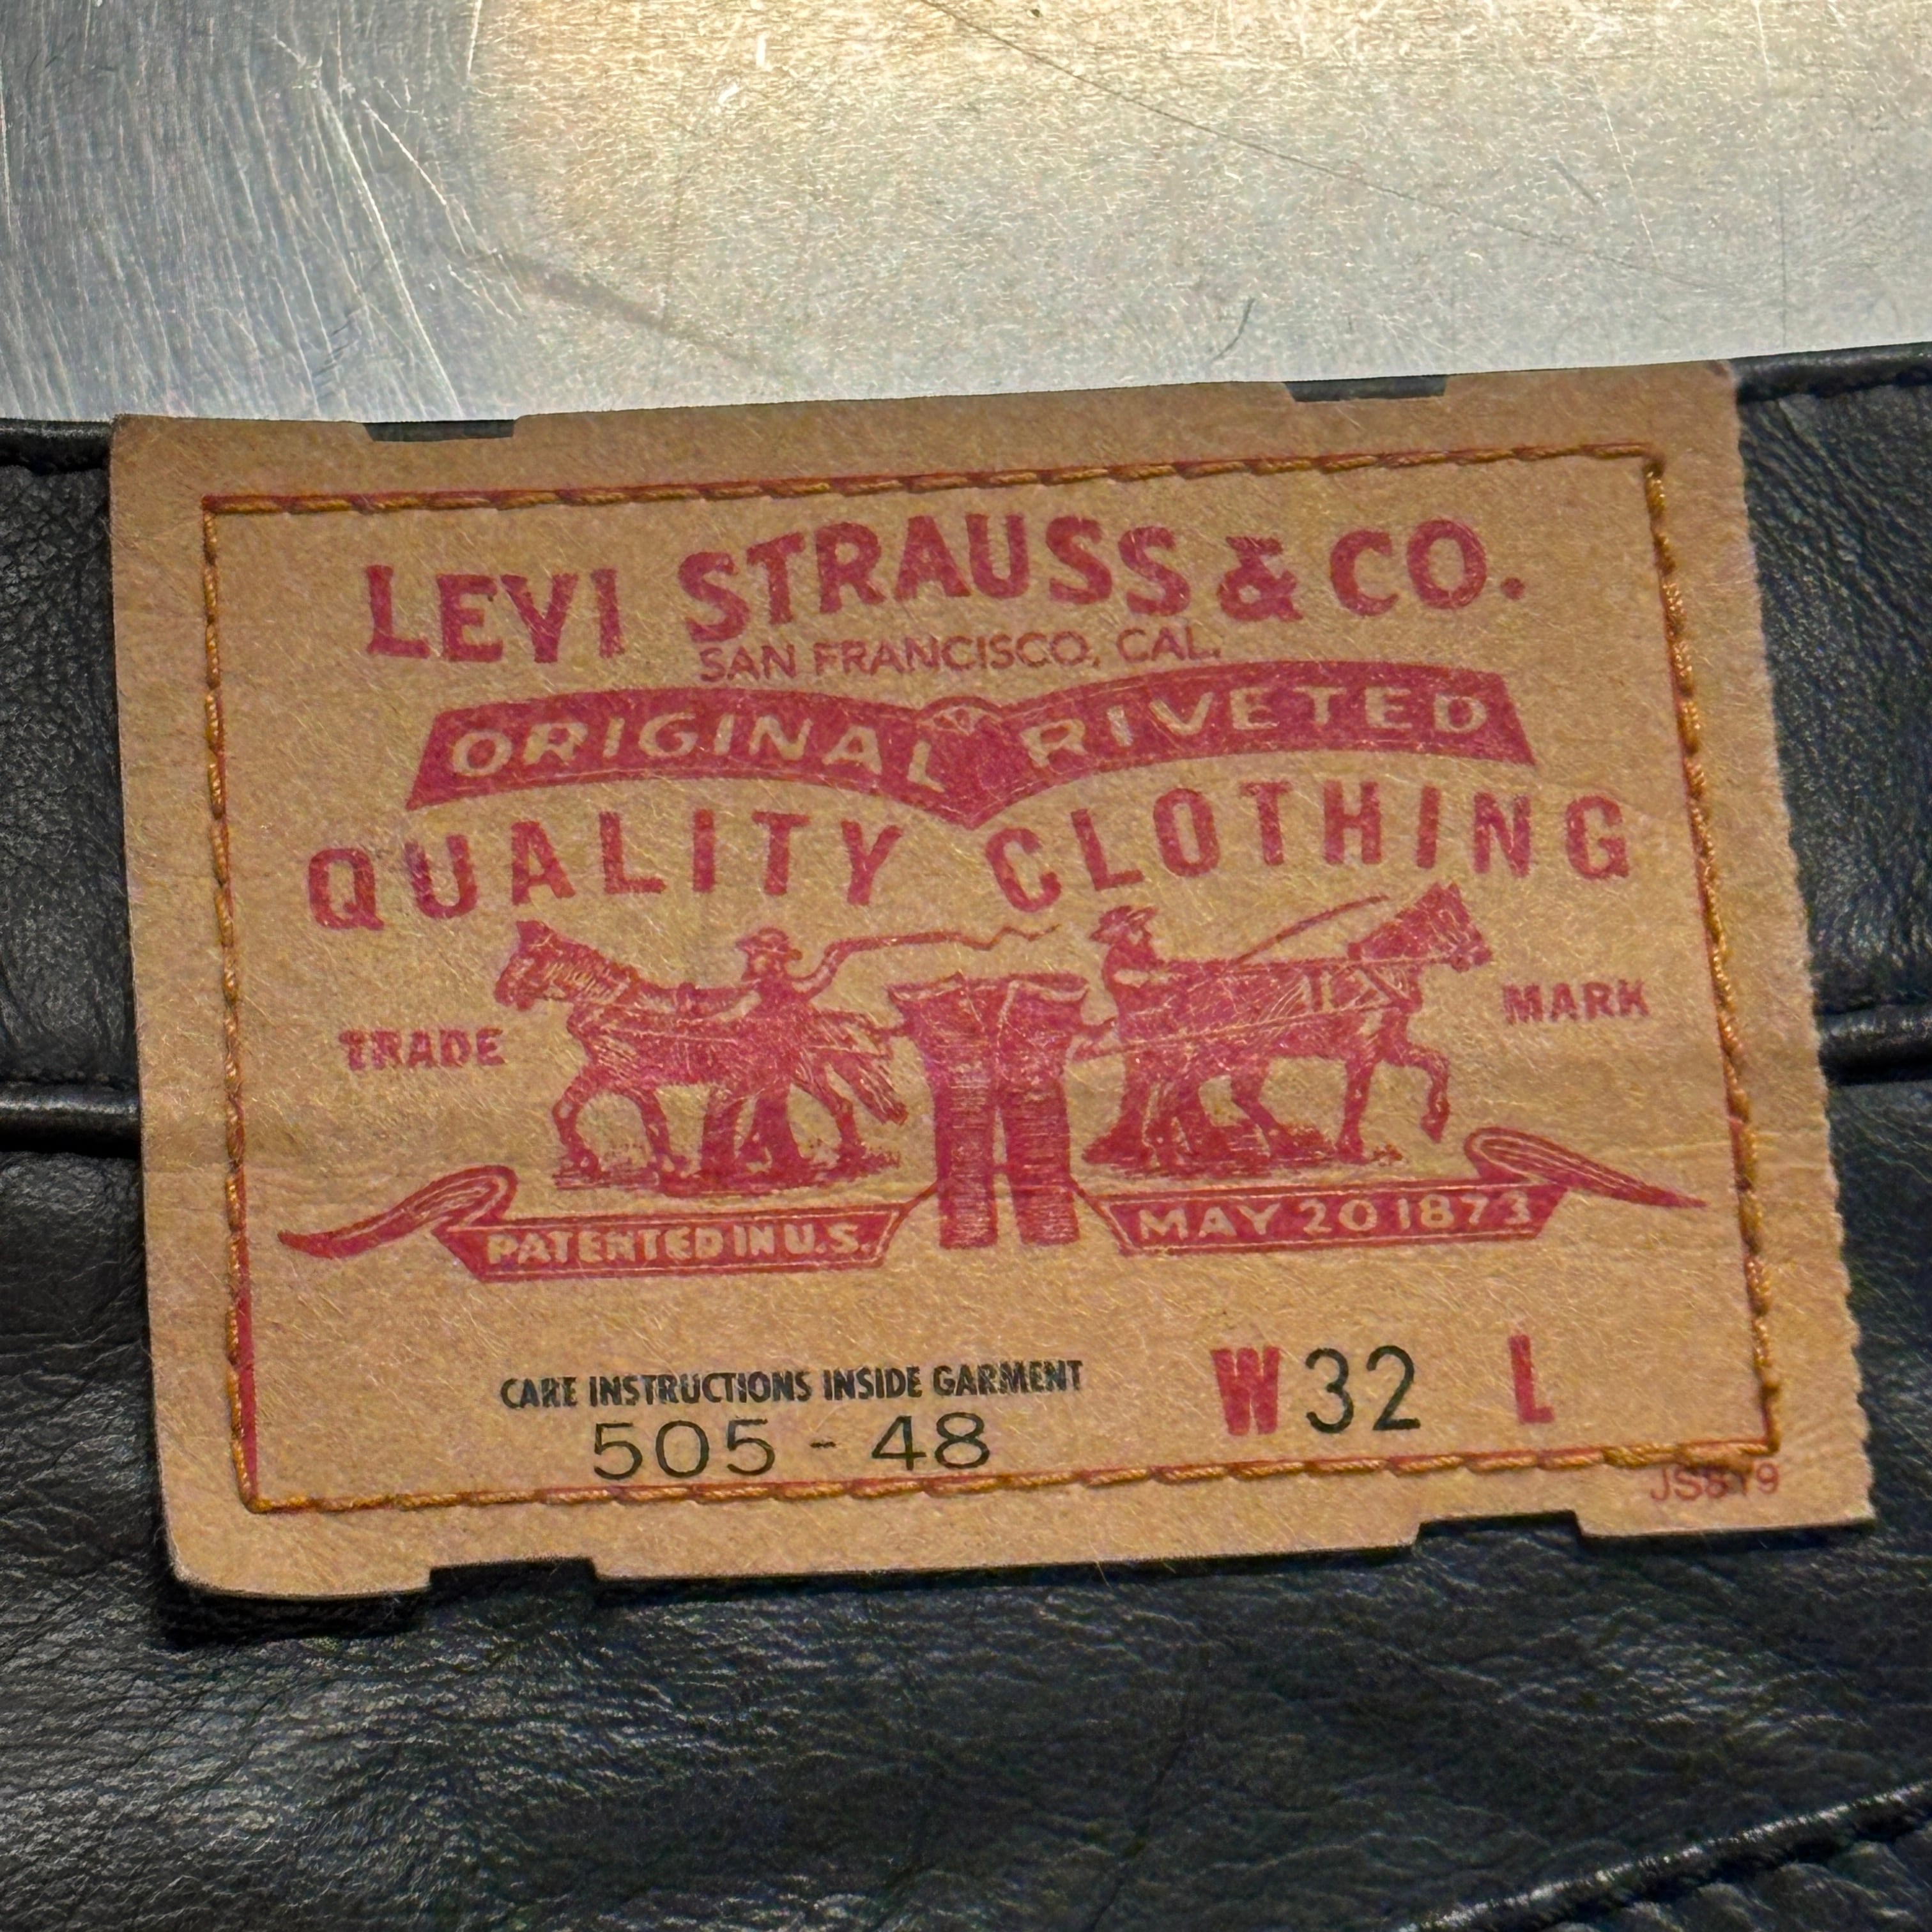 LEVI STRAUSS & CO.
SAN FRANCISCO, CAL.
ORIGINAL RIVETED
QUALITY CLOTHING
TRADE MARK
PATENTED IN U.S. MAY 20 1873
CARE INSTRUCTIONS INSIDE GARMENT
505 - 48
W 32 L